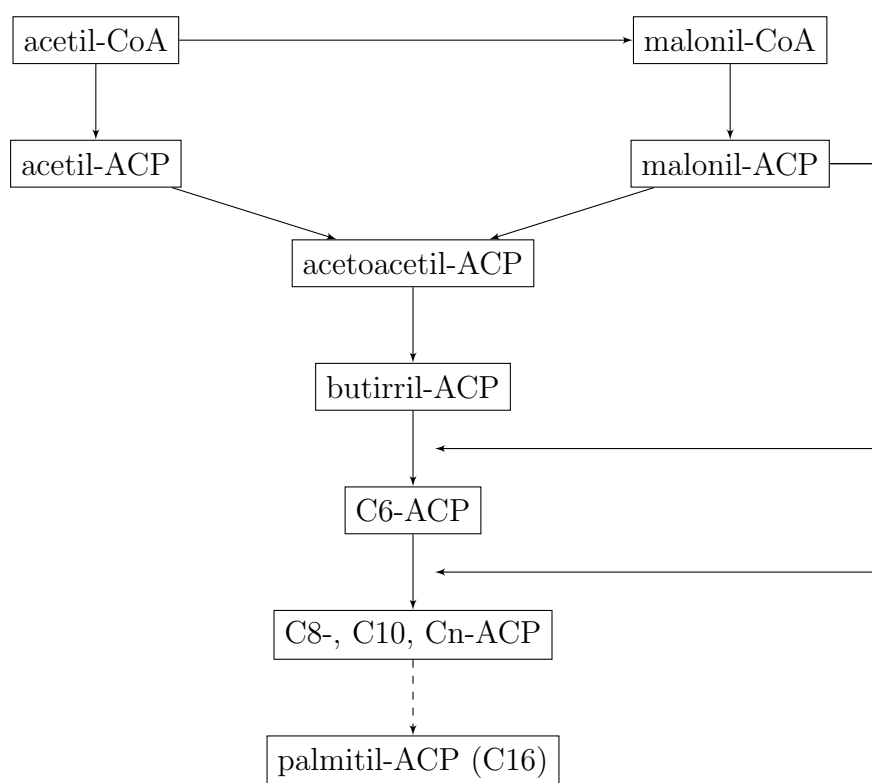 acetil-CoA
malonil-CoA
acetil-ACP
malonil-ACP
acetoacetil-ACP
butirril-ACP
C6-ACP
C8-, C10, Cn-ACP
palmitil-ACP (C16)